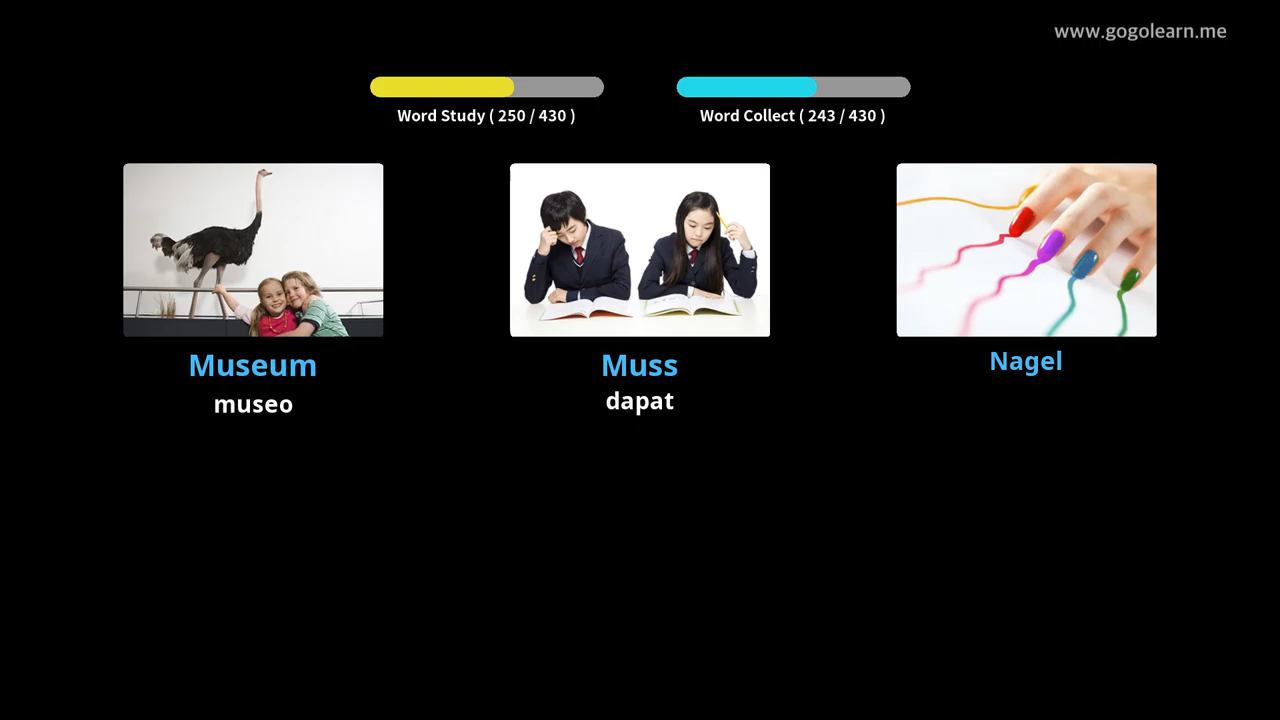 www.gogolearn.me
Word Study ( 250 / 430 )
Word Collect ( 243 / 430 )
Museum
museo
Muss
dapat
Nagel